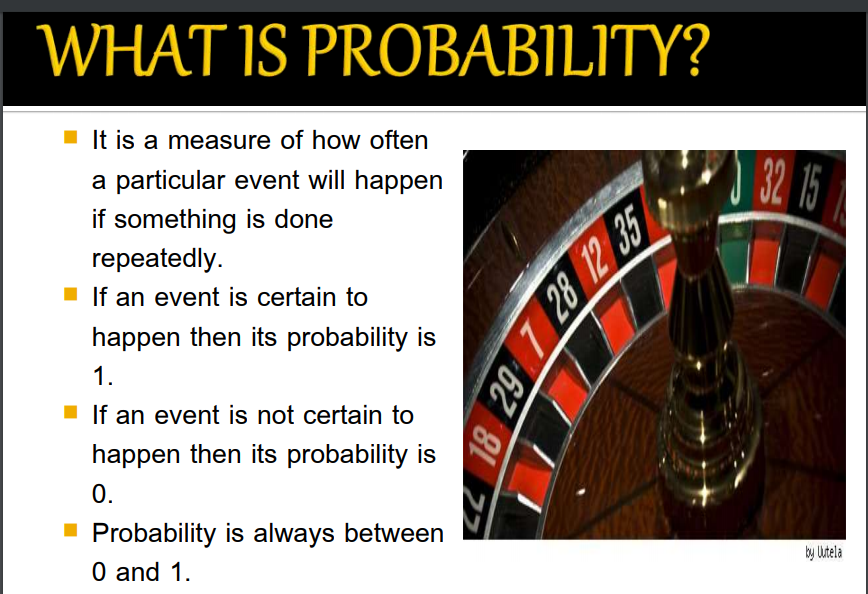 WHAT IS PROBABILITY?
It is a measure of how often
a particular event will happen
if something is done
repeatedly.
If an event is certain to
happen then its probability is
1.
If an event is not certain to
happen then its probability is
0.
Probability is always between
0 and 1.
22
18
29
7
28
12
35
32
15
by Uutela